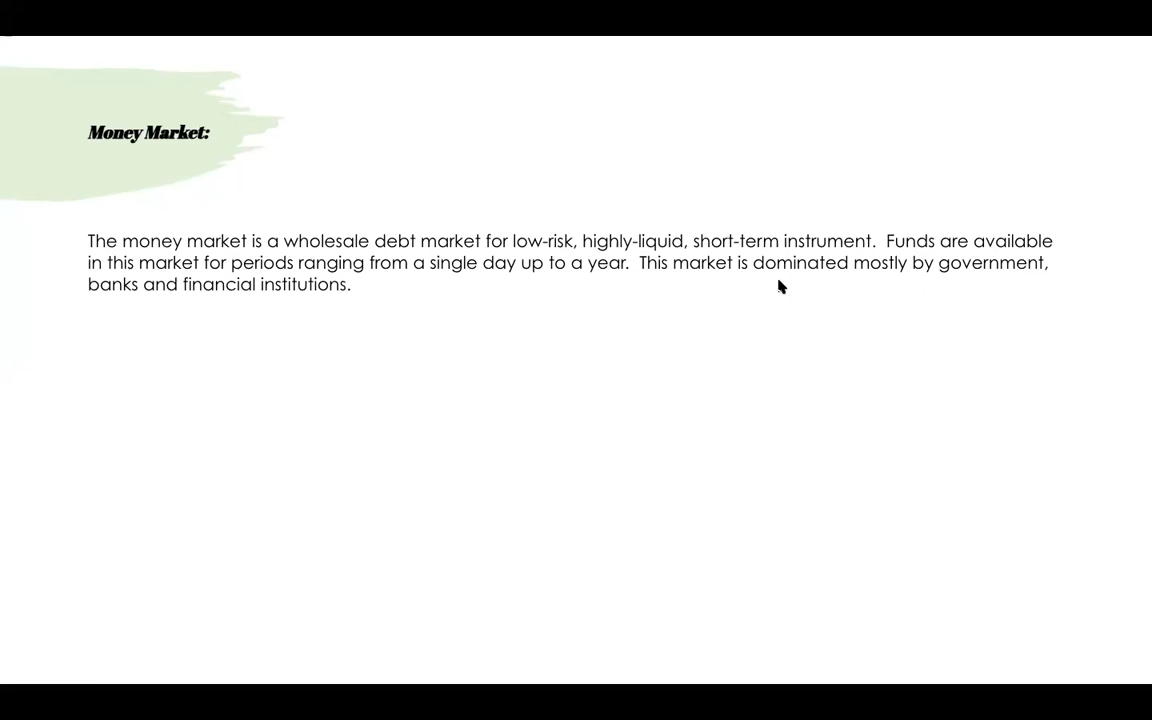 Money Market:
The money market is a wholesale debt market for low-risk, highly-liquid, short-term instrument.  Funds are available
in this market for periods ranging from a single day up to a year.  This market is dominated mostly by government,
banks and financial institutions.